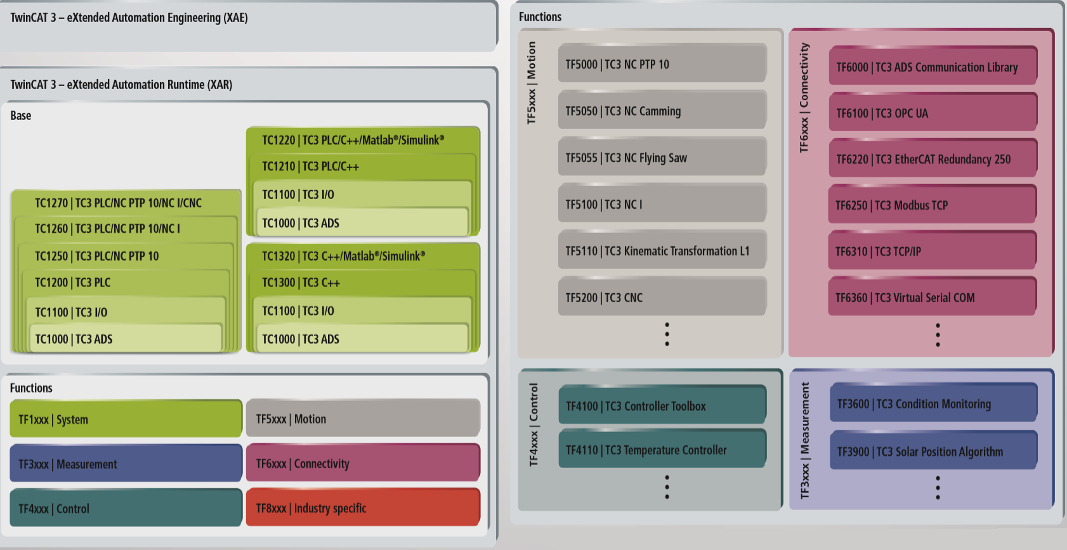 TwinCAT 3 – eXtended Automation Engineering (XAE)
TwinCAT 3 – eXtended Automation Runtime (XAR)
Base
TC1270 | TC3 PLC/NC PTP 10/NC I/CNC
TC1260 | TC3 PLC/NC PTP 10/NC I
TC1250 | TC3 PLC/NC PTP 10
TC1200 | TC3 PLC
TC1100 | TC3 I/O
TC1000 | TC3 ADS
TC1220 | TC3 PLC/C++/Matlab®/Simulink®
TC1210 | TC3 PLC/C++
TC1100 | TC3 I/O
TC1000 | TC3 ADS
TC1320 | TC3 C++/Matlab®/Simulink®
TC1300 | TC3 C++
TC1100 | TC3 I/O
TC1000 | TC3 ADS
Functions
TF1xxx | System
TF5xxx | Motion
TF3xxx | Measurement
TF6xxx | Connectivity
TF4xxx | Control
TF8xxx | Industry specific
Functions
TF5xxx | Motion
TF5000 | TC3 NC PTP 10
TF5050 | TC3 NC Camming
TF5055 | TC3 NC Flying Saw
TF5100 | TC3 NC I
TF5110 | TC3 Kinematic Transformation L1
TF5200 | TC3 CNC
TF6xxx | Connectivity
TF6000 | TC3 ADS Communication Library
TF6100 | TC3 OPC UA
TF6220 | TC3 EtherCAT Redundancy 250
TF6250 | TC3 Modbus TCP
TF6310 | TC3 TCP/IP
TF6360 | TC3 Virtual Serial COM
TF4xxx | Control
TF4100 | TC3 Controller Toolbox
TF4110 | TC3 Temperature Controller
TF3xxx | Measurement
TF3600 | TC3 Condition Monitoring
TF3900 | TC3 Solar Position Algorithm